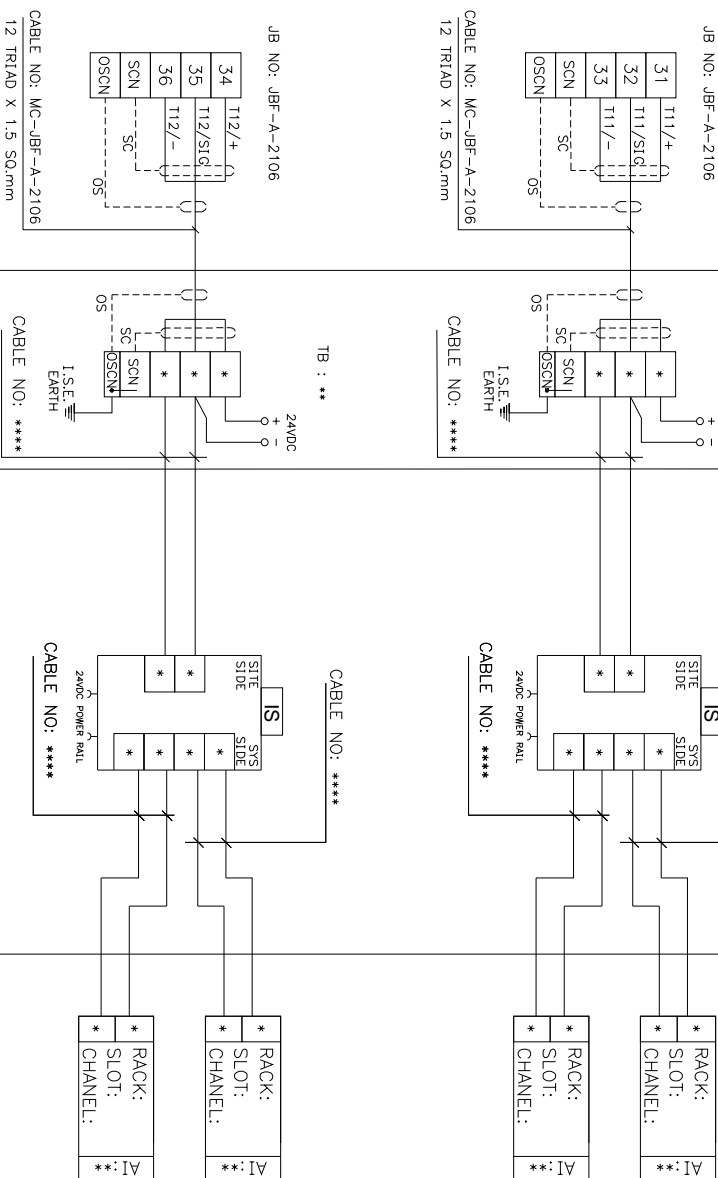 JB NO: JBF-A-2106
31
32
33
SCN
OSCN
T11/+
T11/SIG
T11/-
SC
OS
CABLE NO: MC-JBF-A-2106
12 TRIAD X 1.5 SQ.mm
+
-
*
*
*
SCN
OSCN
SC
OS
I.S.E.
EARTH
CABLE NO: ****
IS
SITE
SIDE
SYS
SIDE
*
*
*
*
*
*
24VDC POWER RAIL
CABLE NO: ****
*
*
RACK:
SLOT:
CHANEL:
AI:**
*
*
RACK:
SLOT:
CHANEL:
AI:**
JB NO: JBF-A-2106
34
35
36
SCN
OSCN
T12/+
T12/SIG
T12/-
SC
OS
CABLE NO: MC-JBF-A-2106
12 TRIAD X 1.5 SQ.mm
TB : **
24VDC
+
-
*
*
*
SCN
OSCN
SC
OS
I.S.E.
EARTH
CABLE NO: ****
CABLE NO: ****
IS
SITE
SIDE
SYS
SIDE
*
*
*
*
*
*
24VDC POWER RAIL
CABLE NO: ****
*
*
RACK:
SLOT:
CHANEL:
AI:**
*
*
RACK:
SLOT:
CHANEL:
AI:**